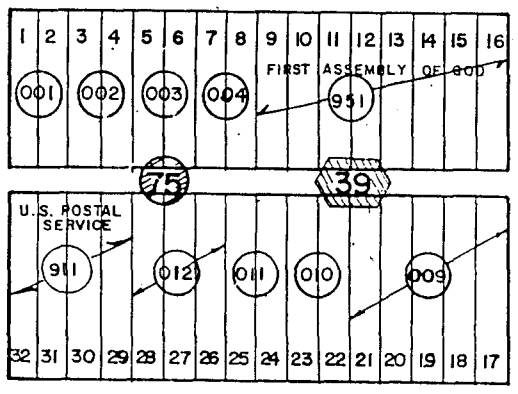 1 2 3 4 5 6 7 8 9 10 11 12 13 14 15 16
FIRST ASSEMBLY OF GOD
001 002 003 004 951
75 39
U.S. POSTAL
SERVICE
911 012 011 010 009
32 31 30 29 28 27 26 25 24 23 22 21 20 19 18 17